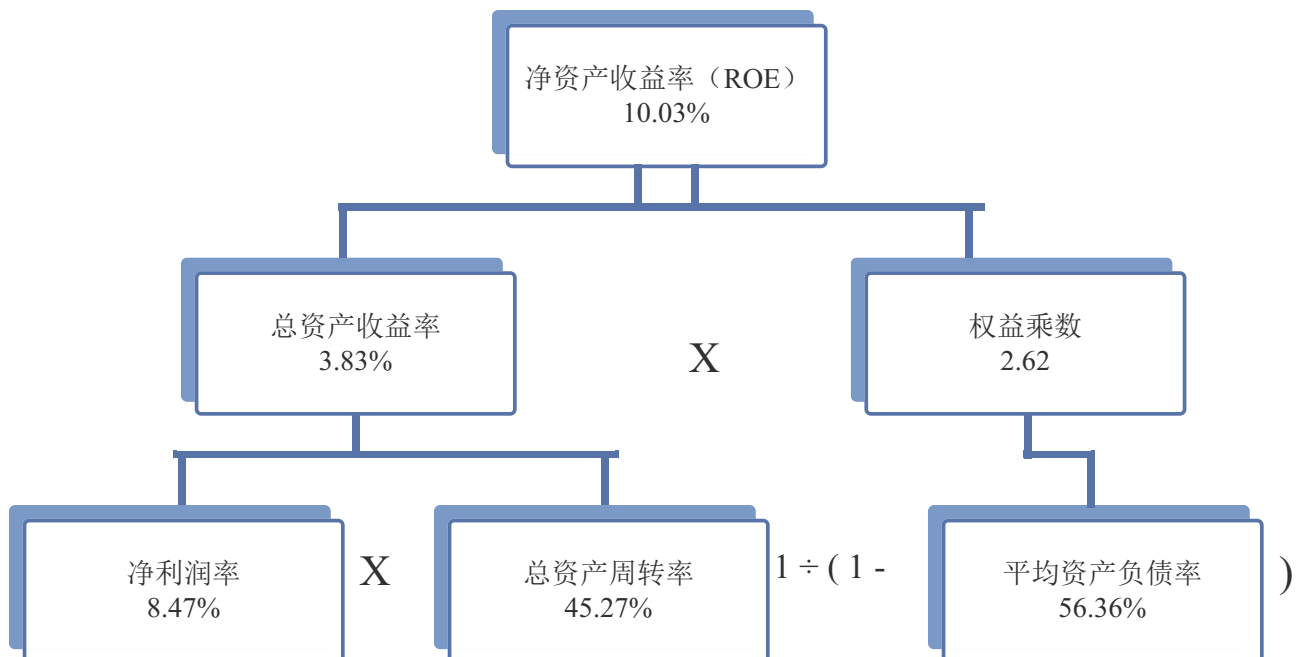 净资产收益率（ROE）
10.03%
总资产收益率
3.83%
X
权益乘数
2.62
净利润率
8.47%
X
总资产周转率
45.27%
1 ÷ ( 1 -
平均资产负债率
56.36%
)